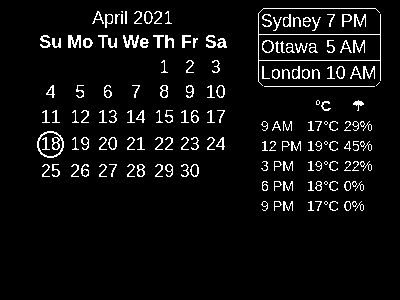 April 2021
Su Mo Tu We Th Fr Sa
1 2 3
4 5 6 7 8 9 10
11 12 13 14 15 16 17
18 19 20 21 22 23 24
25 26 27 28 29 30
Sydney 7 PM
Ottawa 5 AM
London 10 AM
°C ☂
9 AM 17°C 29%
12 PM 19°C 45%
3 PM 19°C 22%
6 PM 18°C 0%
9 PM 17°C 0%